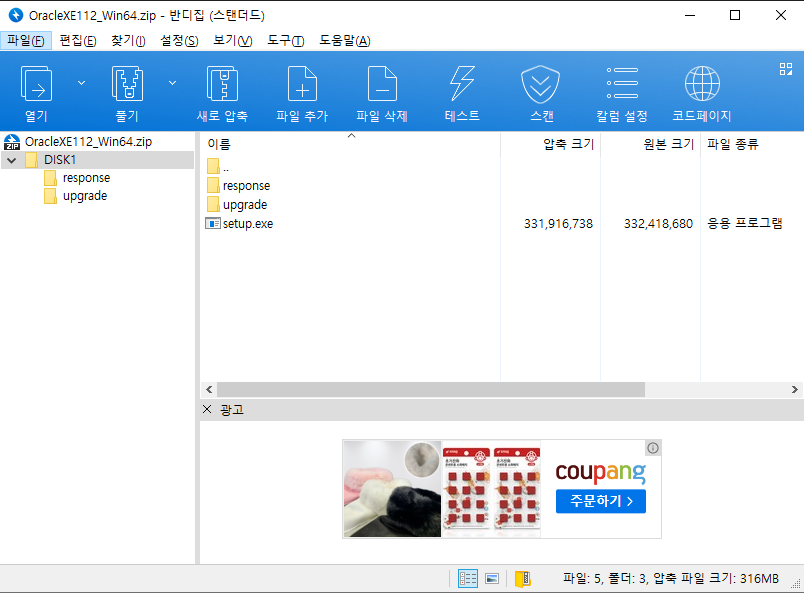 OracleXE112_Win64.zip - 반디집 (스탠더드)
파일(F) 편집(E) 찾기(I) 설정(S) 보기(V) 도구(T) 도움말(A)
열기 풀기 새로 압축 파일 추가 파일 삭제 테스트 스캔 칼럼 설정 코드페이지
OracleXE112_Win64.zip
DISK1
response
upgrade
이름 압축 크기 원본 크기 파일 종류
..
response
upgrade
setup.exe 331,916,738 332,418,680 응용 프로그램
광고
coupang
주문하기 >
파일: 5, 폴더: 3, 압축 파일 크기: 316MB